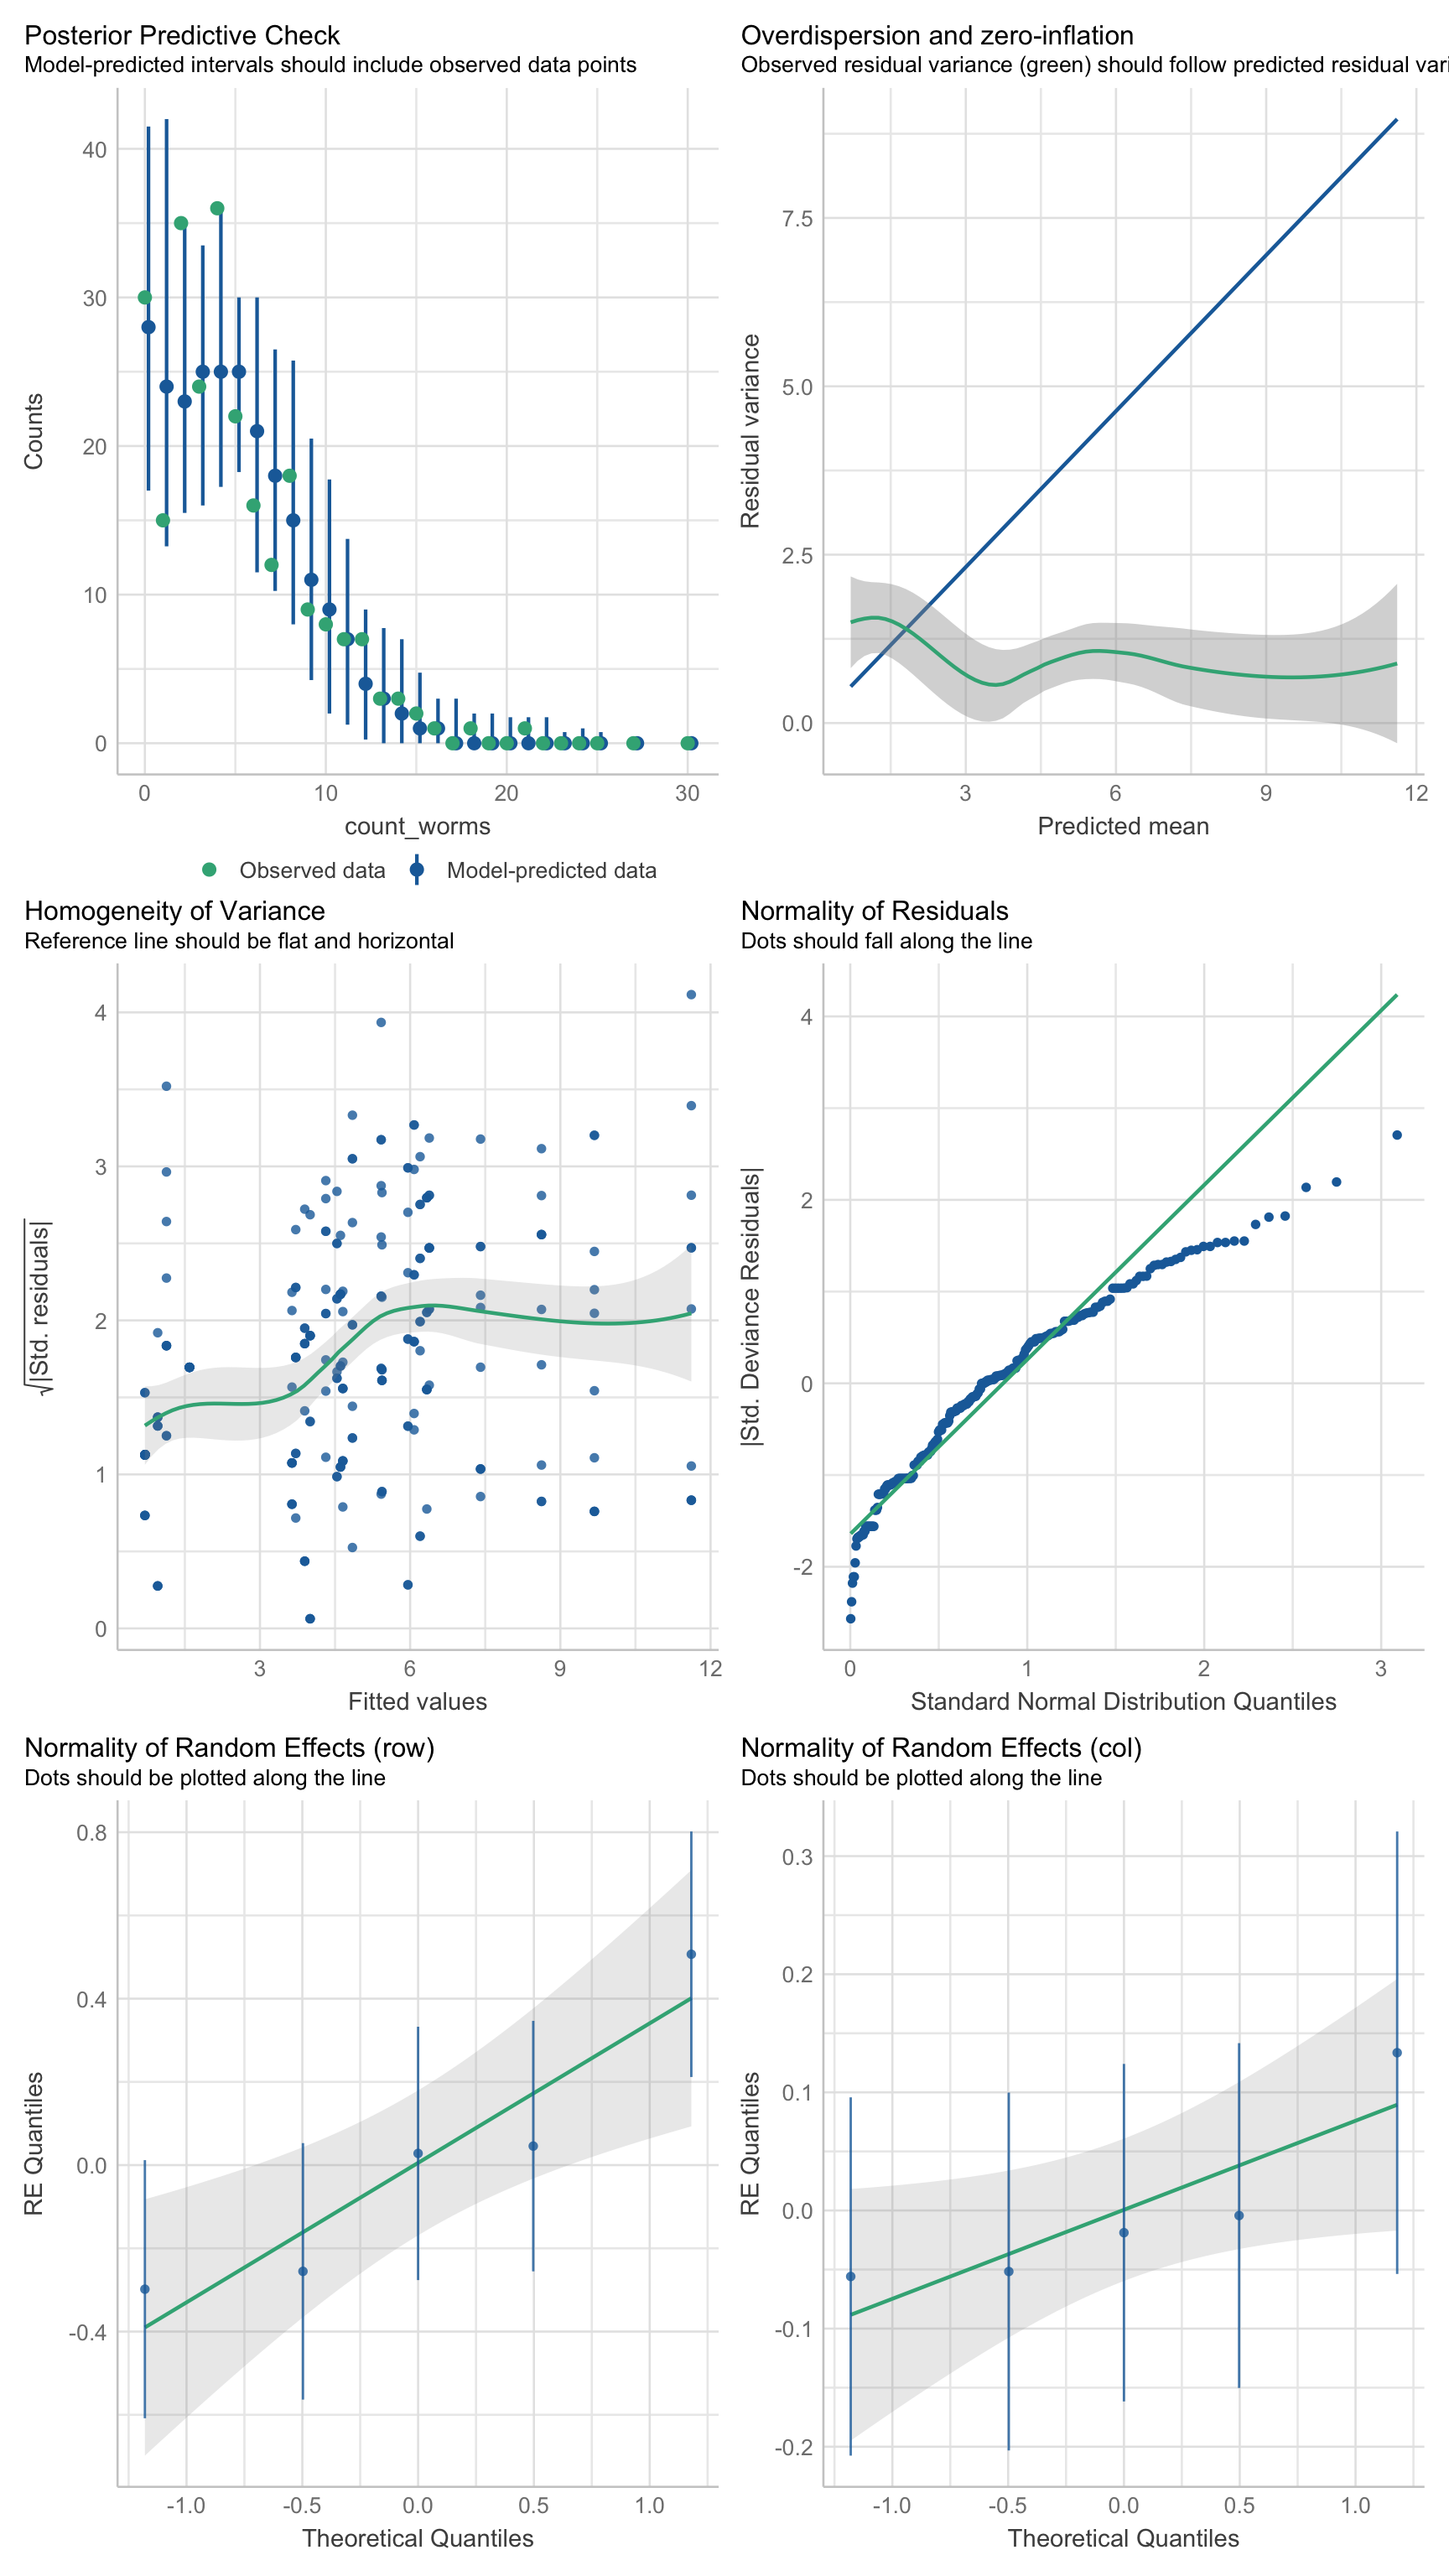 Posterior Predictive Check
Model-predicted intervals should include observed data points
40
30
20
10
0
Counts
0
10
20
30
count_worms
Observed data
Model-predicted data
Overdispersion and zero-inflation
Observed residual variance (green) should follow predicted residual vari
7.5
5.0
2.5
0.0
Residual variance
3
6
9
12
Predicted mean
Homogeneity of Variance
Reference line should be flat and horizontal
4
3
2
1
0
√|Std. residuals|
3
6
9
12
Fitted values
Normality of Residuals
Dots should fall along the line
4
2
0
-2
|Std. Deviance Residuals|
0
1
2
3
Standard Normal Distribution Quantiles
Normality of Random Effects (row)
Dots should be plotted along the line
0.8
0.4
0.0
-0.4
RE Quantiles
-1.0
-0.5
0.0
0.5
1.0
Theoretical Quantiles
Normality of Random Effects (col)
Dots should be plotted along the line
0.3
0.2
0.1
0.0
-0.1
-0.2
RE Quantiles
-1.0
-0.5
0.0
0.5
1.0
Theoretical Quantiles